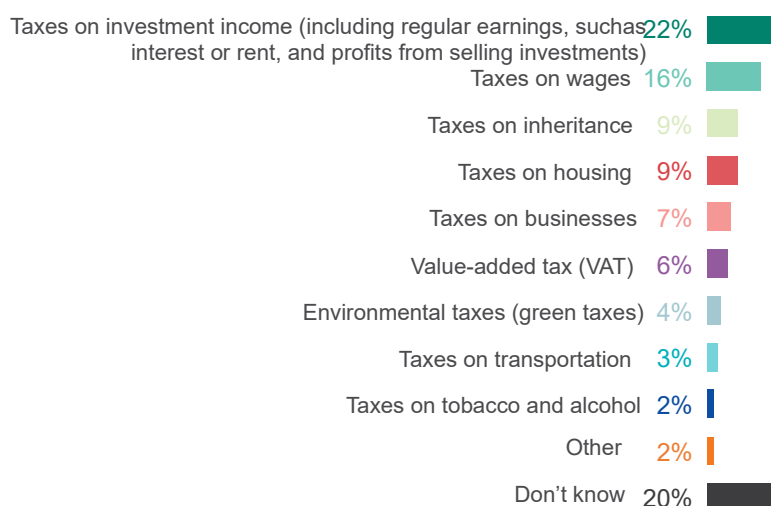 Taxes on investment income (including regular earnings, suchas 22%
interest or rent, and profits from selling investments)
Taxes on wages 16%
Taxes on inheritance 9%
Taxes on housing 9%
Taxes on businesses 7%
Value-added tax (VAT) 6%
Environmental taxes (green taxes) 4%
Taxes on transportation 3%
Taxes on tobacco and alcohol 2%
Other 2%
Don’t know 20%